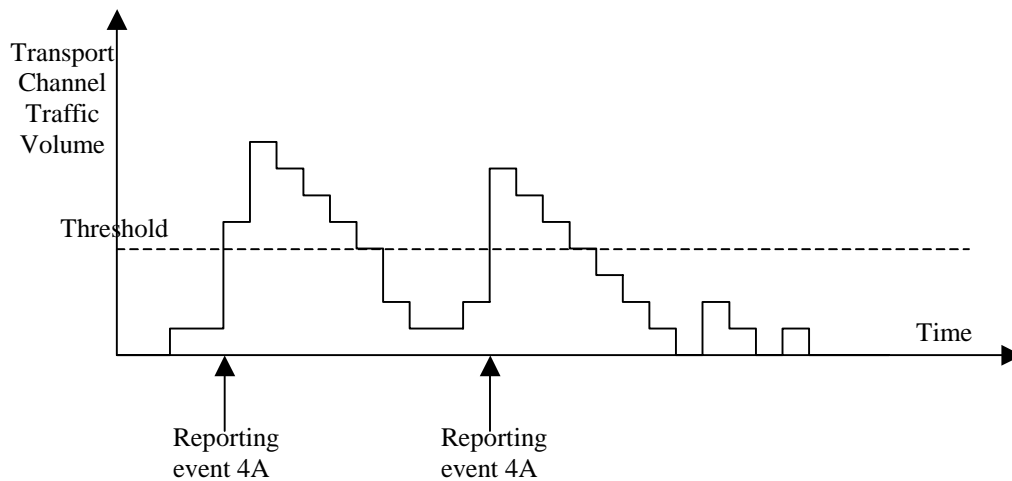 Transport
Channel
Traffic
Volume
Threshold
Time
Reporting
event 4A
Reporting
event 4A